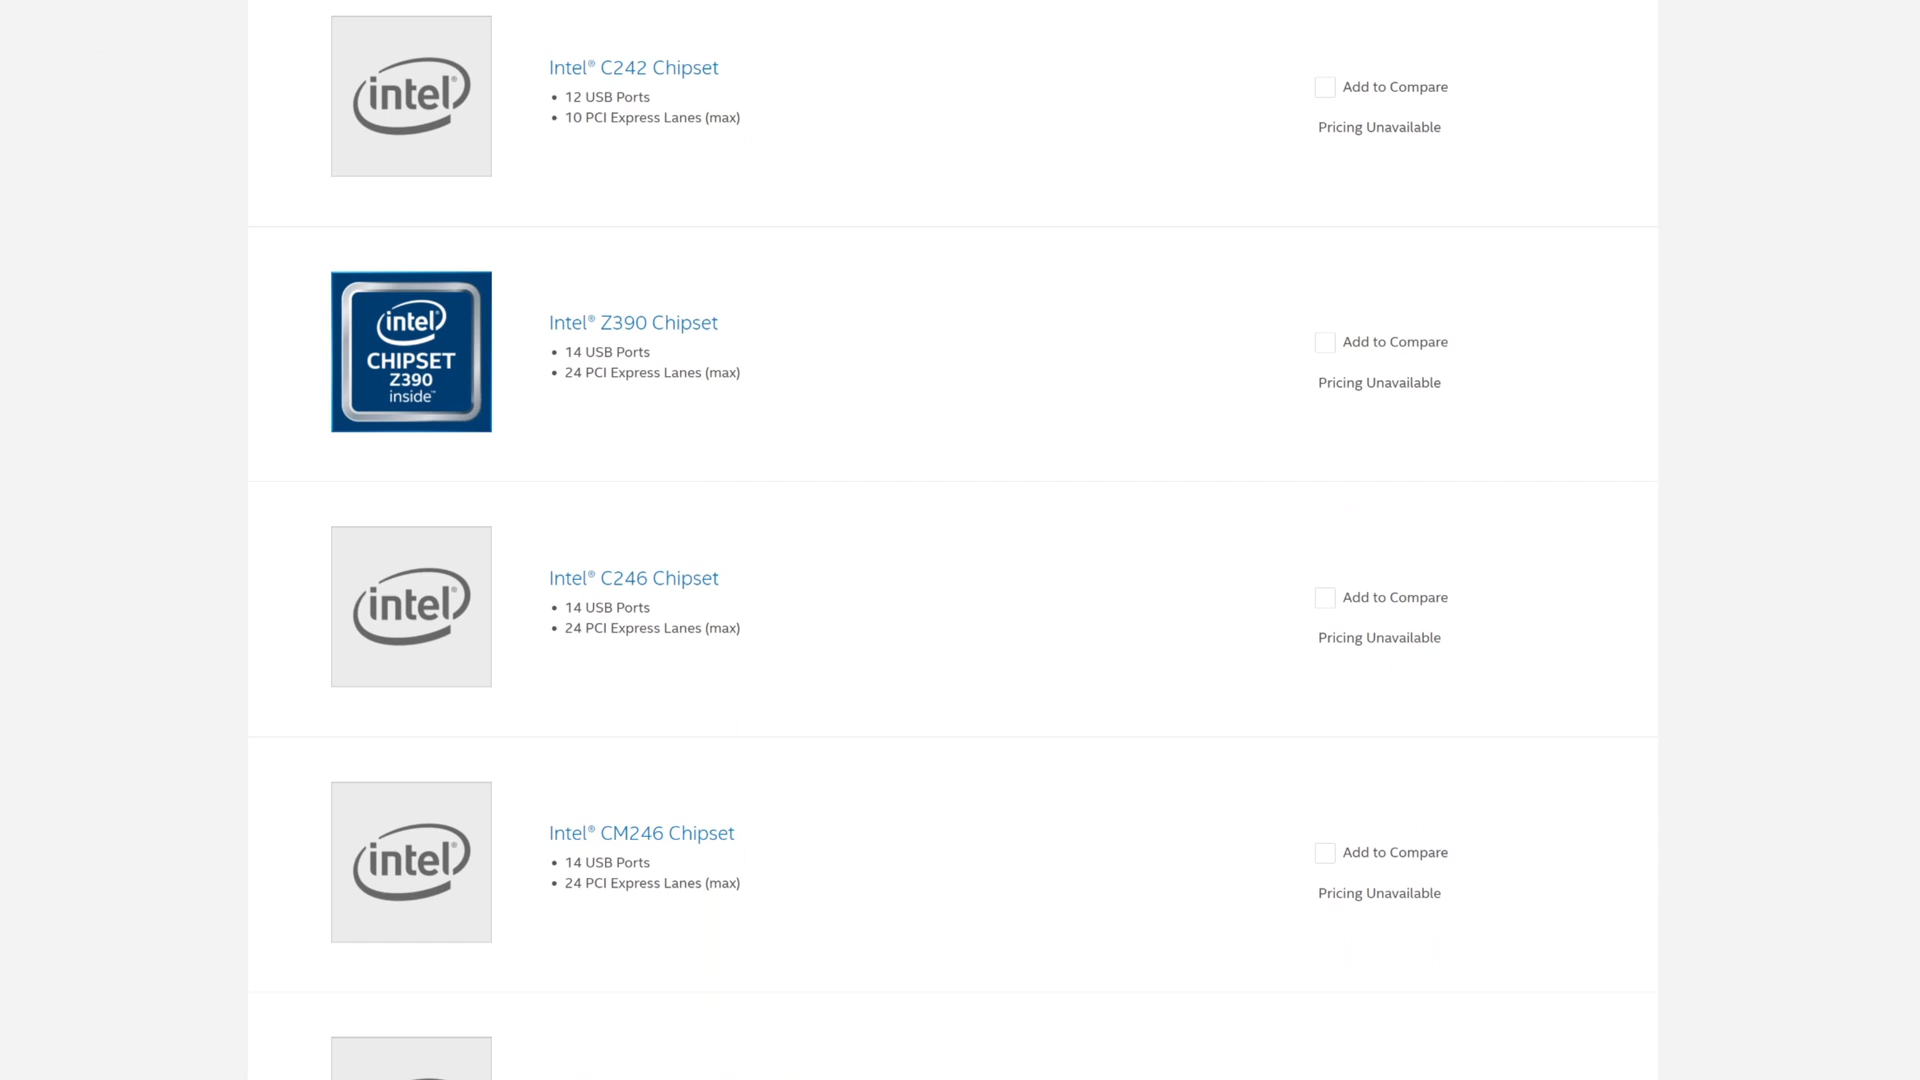 intel®
Intel® C242 Chipset
• 12 USB Ports
• 10 PCI Express Lanes (max)
Add to Compare
Pricing Unavailable
intel®
CHIPSET
Z390
inside™
Intel® Z390 Chipset
• 14 USB Ports
• 24 PCI Express Lanes (max)
Add to Compare
Pricing Unavailable
intel®
Intel® C246 Chipset
• 14 USB Ports
• 24 PCI Express Lanes (max)
Add to Compare
Pricing Unavailable
intel®
Intel® CM246 Chipset
• 14 USB Ports
• 24 PCI Express Lanes (max)
Add to Compare
Pricing Unavailable